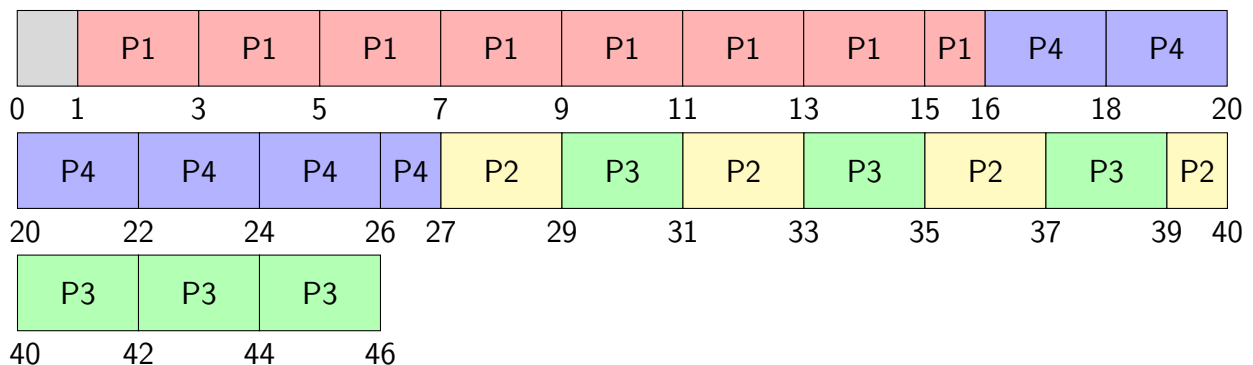 P1 P1 P1 P1 P1 P1 P1 P1 P4 P4
0 1 3 5 7 9 11 13 15 16 18 20
P4 P4 P4 P4 P2 P3 P2 P3 P2 P3 P2
20 22 24 26 27 29 31 33 35 37 39 40
P3 P3 P3
40 42 44 46